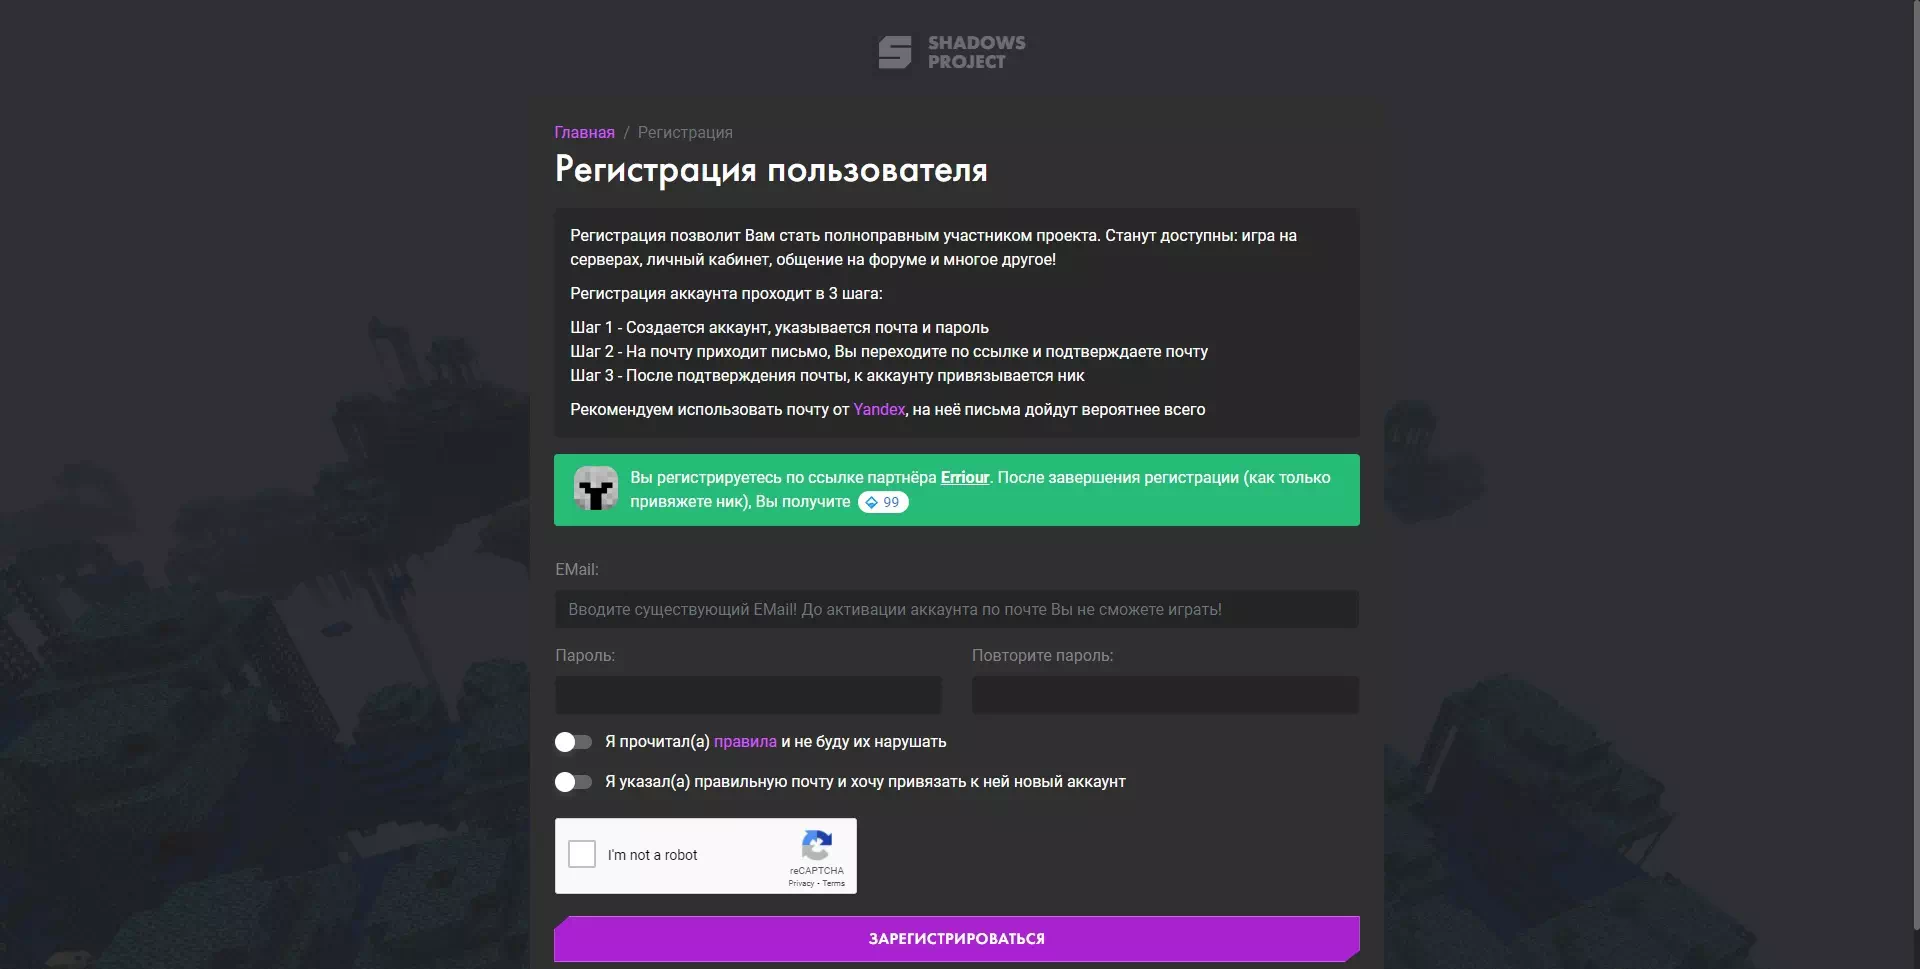 SHADOWS
PROJECT
Главная / Регистрация
Регистрация пользователя
Регистрация позволит Вам стать полноправным участником проекта. Станут доступны: игра на
серверах, личный кабинет, общение на форуме и многое другое!
Регистрация аккаунта проходит в 3 шага:
Шаг 1 - Создается аккаунт, указывается почта и пароль
Шаг 2 - На почту приходит письмо, Вы переходите по ссылке и подтверждаете почту
Шаг 3 - После подтверждения почты, к аккаунту привязывается ник
Рекомендуем использовать почту от Yandex, на неё письма дойдут вероятнее всего
Вы регистрируетесь по ссылке партнёра Erriour. После завершения регистрации (как только
привяжете ник), Вы получите 99
EMail:
Вводите существующий EMail! До активации аккаунта по почте Вы не сможете играть!
Пароль: Повторите пароль:
Я прочитал(а) правила и не буду их нарушать
Я указал(а) правильную почту и хочу привязать к ней новый аккаунт
I'm not a robot
reCAPTCHA
Privacy - Terms
ЗАРЕГИСТРИРОВАТЬСЯ